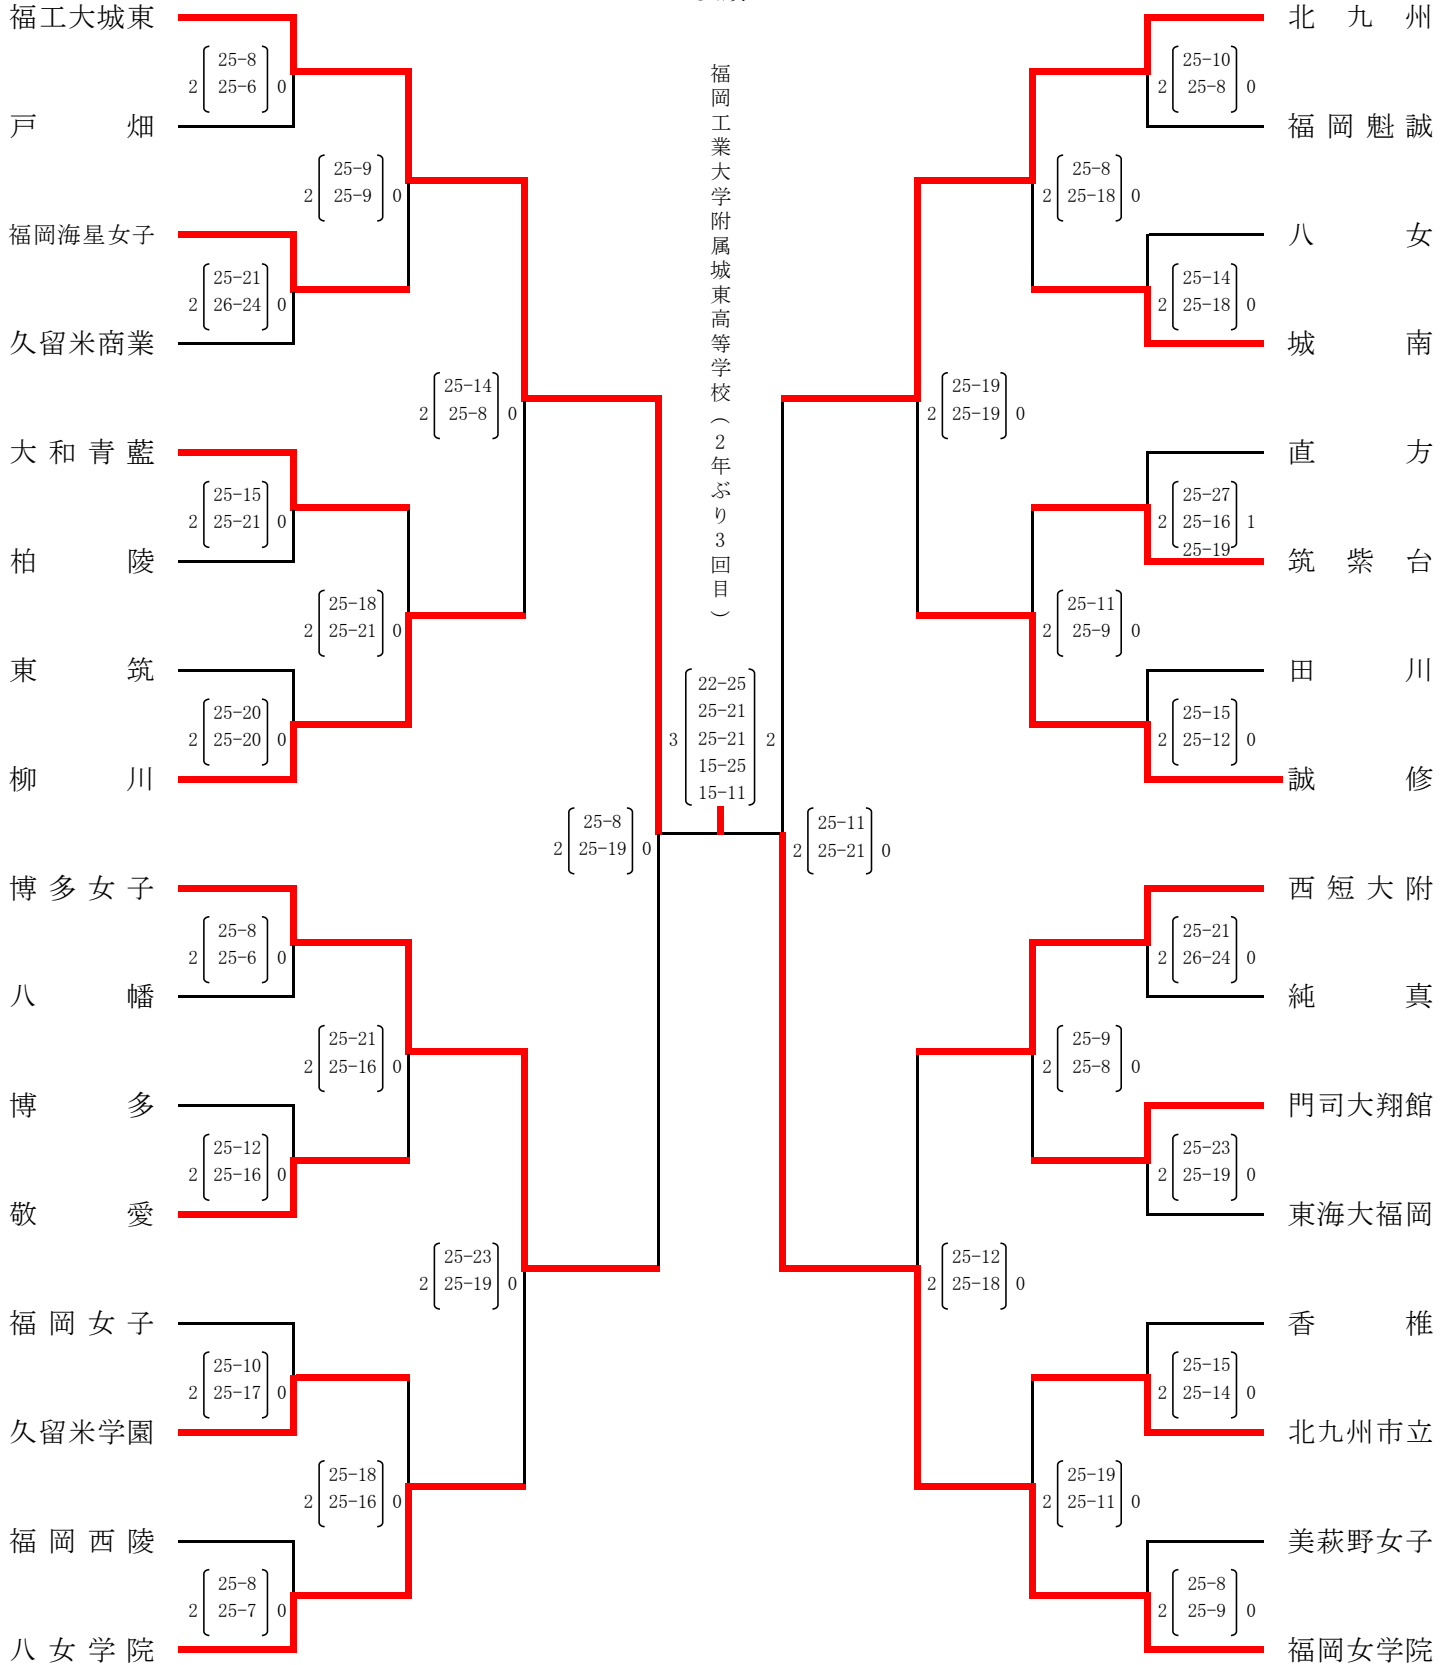 福工大城東
25-8
2 25-6 0
戸畑
25-9
2 25-9 0
福岡海星女子
25-21
2 26-24 0
久留米商業
25-14
2 25-8 0
大和青藍
25-15
2 25-21 0
柏陵
25-18
2 25-21 0
東筑
25-20
2 25-20 0
柳川
25-8
2 25-19 0
博多女子
25-8
2 25-6 0
八幡
25-21
2 25-16 0
博多
25-12
2 25-16 0
敬愛
25-23
2 25-19 0
福岡女子
25-10
2 25-17 0
久留米学園
25-18
2 25-16 0
福岡西陵
25-8
2 25-7 0
八女学院
福岡工業大学附属城東高等学校（2年ぶり3回目）
22-25
25-21
3 25-21 2
15-25
15-11
北九州
25-10
2 25-8 0
福岡魁誠
25-8
2 25-18 0
八女
25-14
2 25-18 0
城南
25-19
2 25-19 0
直方
25-27
2 25-16 1
25-19
筑紫台
25-11
2 25-9 0
田川
25-15
2 25-12 0
誠修
25-11
2 25-21 0
西短大附
25-21
2 26-24 0
純真
25-9
2 25-8 0
門司大翔館
25-23
2 25-19 0
東海大福岡
25-12
2 25-18 0
香椎
25-15
2 25-14 0
北九州市立
25-19
2 25-11 0
美萩野女子
25-8
2 25-9 0
福岡女学院